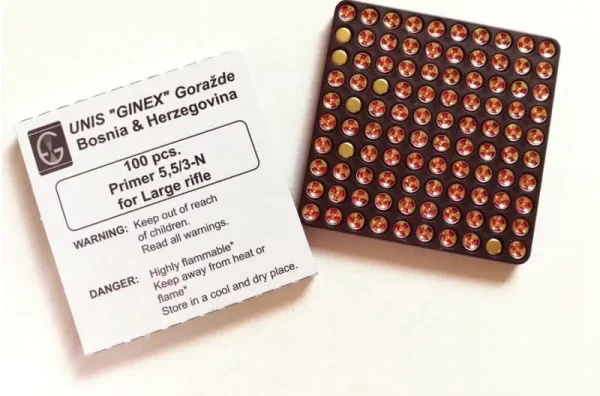 G
UNIS "GINEX" Goražde
Bosnia & Herzegovina
100 pcs.
Primer 5,5/3-N
for Large rifle
WARNING: Keep out of reach
of children.
Read all warnings.
DANGER: Highly flammable*
Keep away from heat or
flame*
Store in a cool and dry place.